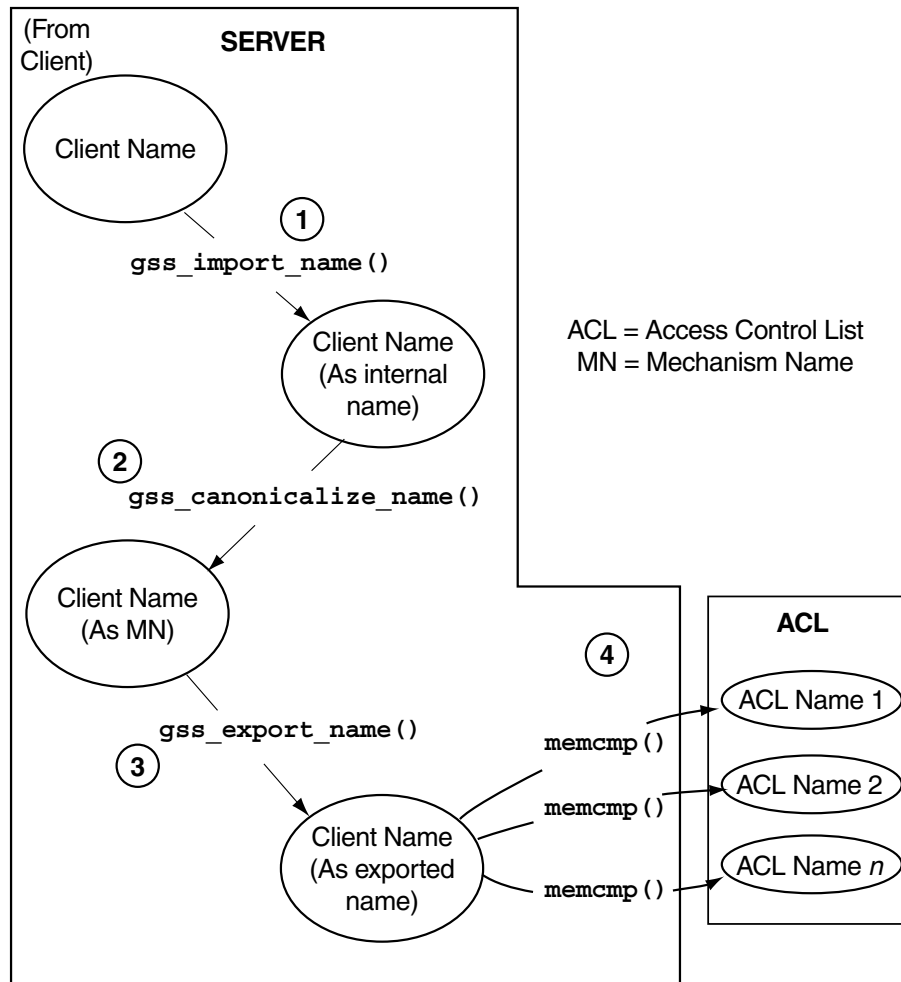 (From
Client)
SERVER
Client Name
1
gss_import_name()
Client Name
(As internal
name)
ACL = Access Control List
MN = Mechanism Name
2
gss_canonicalize_name()
Client Name
(As MN)
4
ACL
ACL Name 1
gss_export_name()
memcmp()
3
ACL Name 2
memcmp()
Client Name
(As exported
name)
ACL Name n
memcmp()